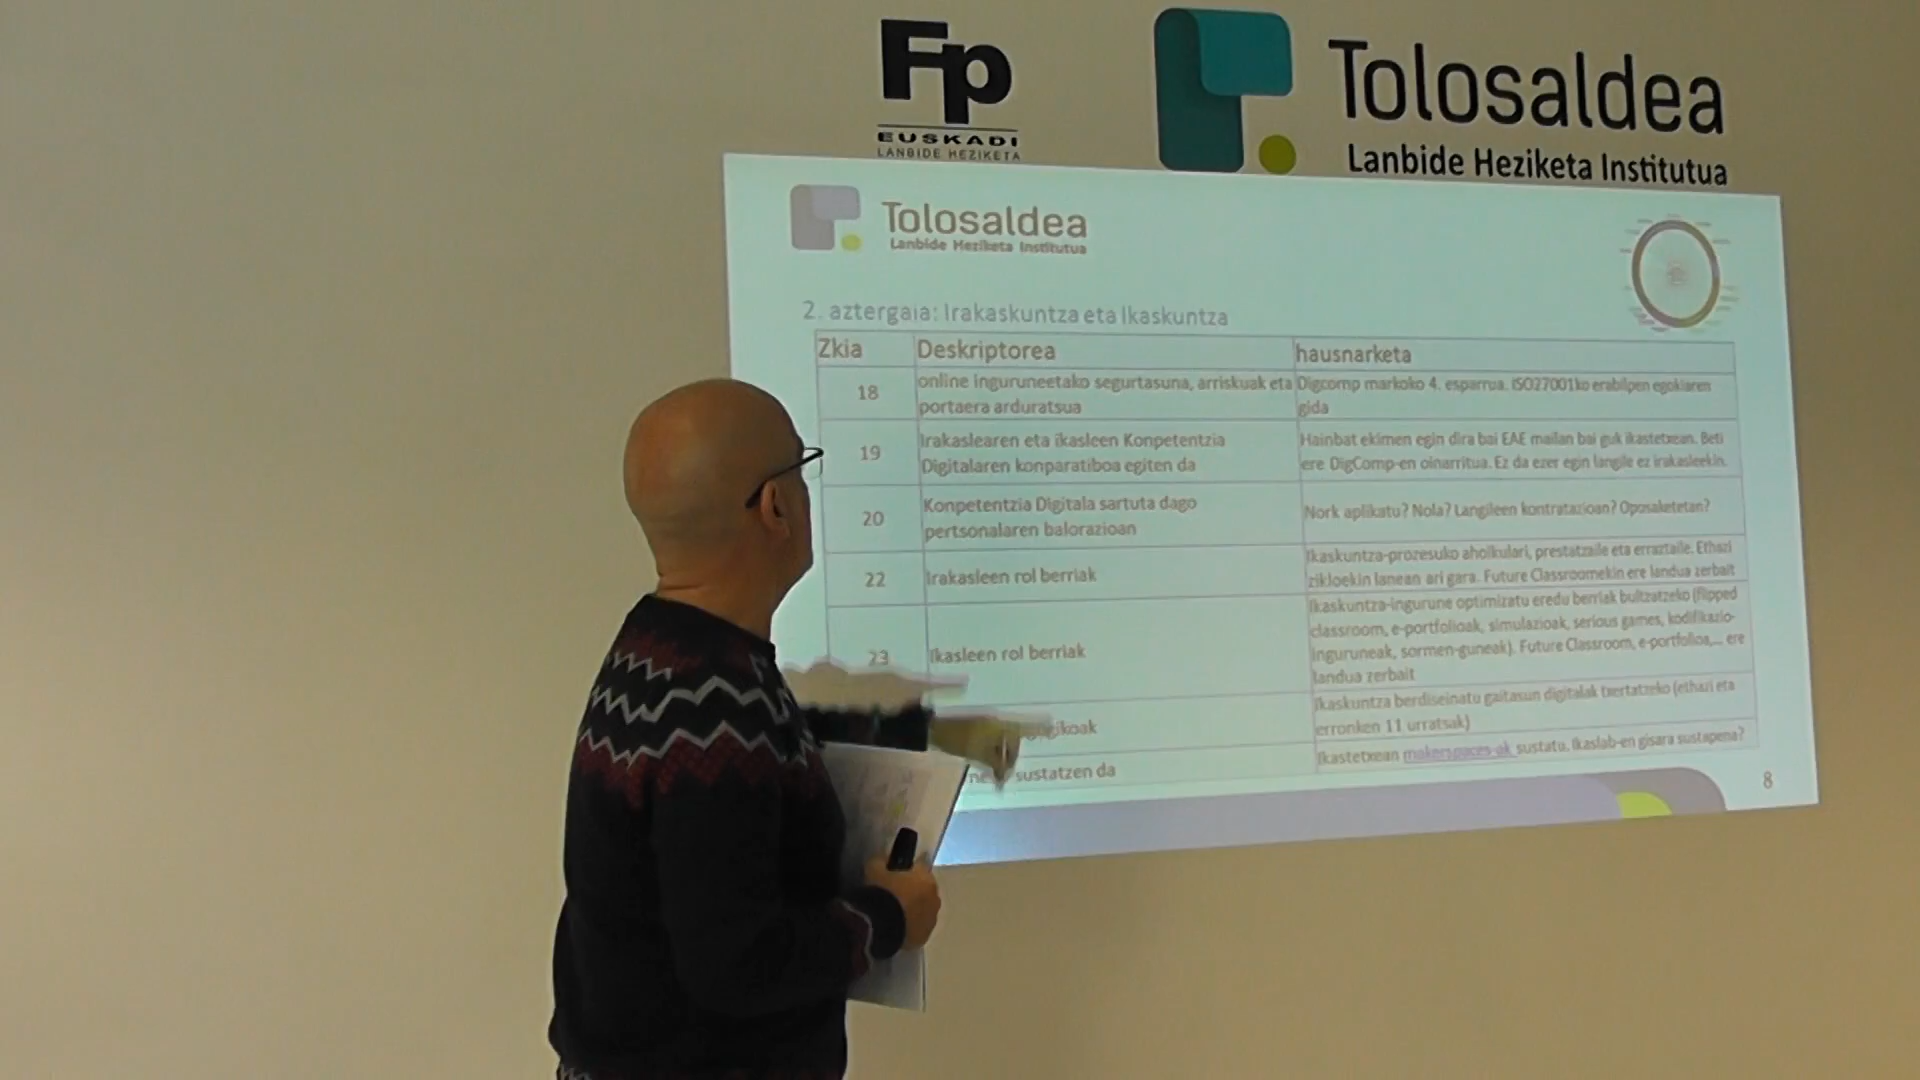 Fp
EUSKADI
LANBIDE HEZIKETA
Tolosaldea
Lanbide Heziketa Institutua
Tolosaldea
Lanbide Heziketa Institutua
2. aztergaia: Irakaskuntza eta Ikaskuntza
Zkia Deskriptorea hausnarketa
18
online inguruneetako segurtasuna, arriskuak eta
portaera arduratsua
Digcomp markoko 4. esparrua. ISO27001ko erabilpen egokiaren
gida
19
Irakaslearen eta ikasleen Konpetentzia
Digitalaren konparatiboa egiten da
Hainbat ekimen egin dira bai EAE mailan bai guk ikastetxean. Beti
ere DigComp-en oinarritua. Ez da ezer egin langile ez irakasleekin.
20
Konpetentzia Digitala sartuta dago
pertsonalaren balorazioan
Nork aplikatu? Nola? Langileen kontratazioan? Oposaketetan?
22
Irakasleen rol berriak
Ikaskuntza-prozesuko aholkulari, prestatzaile eta erraztaile. Ethazi
zikloekin lanean ari gara. Future Classroomekin ere landua zerbait
23
Ikasleen rol berriak
Ikaskuntza-ingurune optimizatu eredu berriak bultzatzeko (flipped
classroom, e-portfolioak, simulazioak, serious games, kodifikazio-
inguruneak, sormen-guneak). Future Classroom, e-portfolioa,... ere
landua zerbait
gikoak
Ikaskuntza berdiseinatu gaitasun digitalak txertatzeko (ethazi eta
erronken 11 urratsak)
sustatzen da
Ikastetxean makerspaces-ak sustatu. Ikaslab-en gisara sustapena?
8